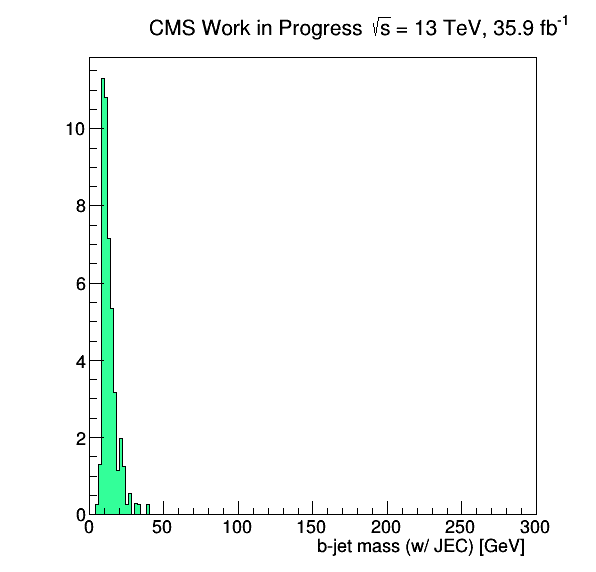 CMS Work in Progress √s = 13 TeV, 35.9 fb⁻¹
10
8
6
4
2
0
0 50 100 150 200 250 300
b-jet mass (w/ JEC) [GeV]